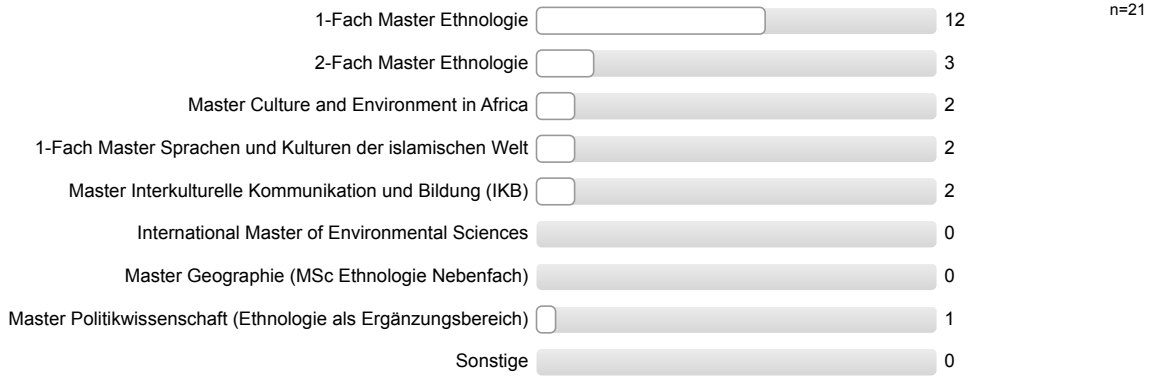 1-Fach Master Ethnologie 12 n=21
2-Fach Master Ethnologie 3
Master Culture and Environment in Africa 2
1-Fach Master Sprachen und Kulturen der islamischen Welt 2
Master Interkulturelle Kommunikation und Bildung (IKB) 2
International Master of Environmental Sciences 0
Master Geographie (MSc Ethnologie Nebenfach) 0
Master Politikwissenschaft (Ethnologie als Ergänzungsbereich) 1
Sonstige 0